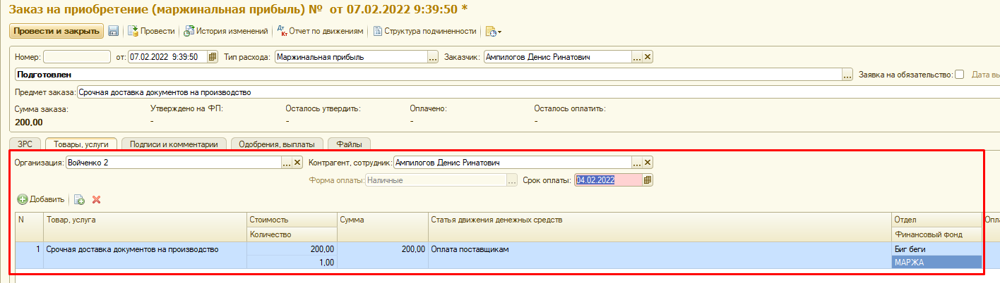 Заказ на приобретение (маржинальная прибыль) № от 07.02.2022 9:39:50 *
Провести и закрыть Провести История изменений Дт Кт Отчет по движениям Структура подчиненности
Номер: от: 07.02.2022 9:39:50 Тип расхода: Маржинальная прибыль ... Заказчик: Ампилогов Денис Ринатович ...
Подготовлен ... Заявка на обязательство: Дата вы
Предмет заказа: Срочная доставка документов на производство
Сумма заказа: Утверждено на ФП: Осталось утвердить: Оплачено: Осталось оплатить:
200,00 - - - -
ЗРС Товары, услуги Подписи и комментарии Одобрения, выплаты Файлы
Организация: Войченко 2 ... Контрагент, сотрудник: Ампилогов Денис Ринатович ...
Форма оплаты: Наличные ... Срок оплаты: 04.02.2022
Добавить
N Товар, услуга Стоимость Сумма Статья движения денежных средств Отдел Опл
Количество Финансовый фонд
1 Срочная доставка документов на производство 200,00 200,00 Оплата поставщикам Биг беги
1,00 МАРЖА